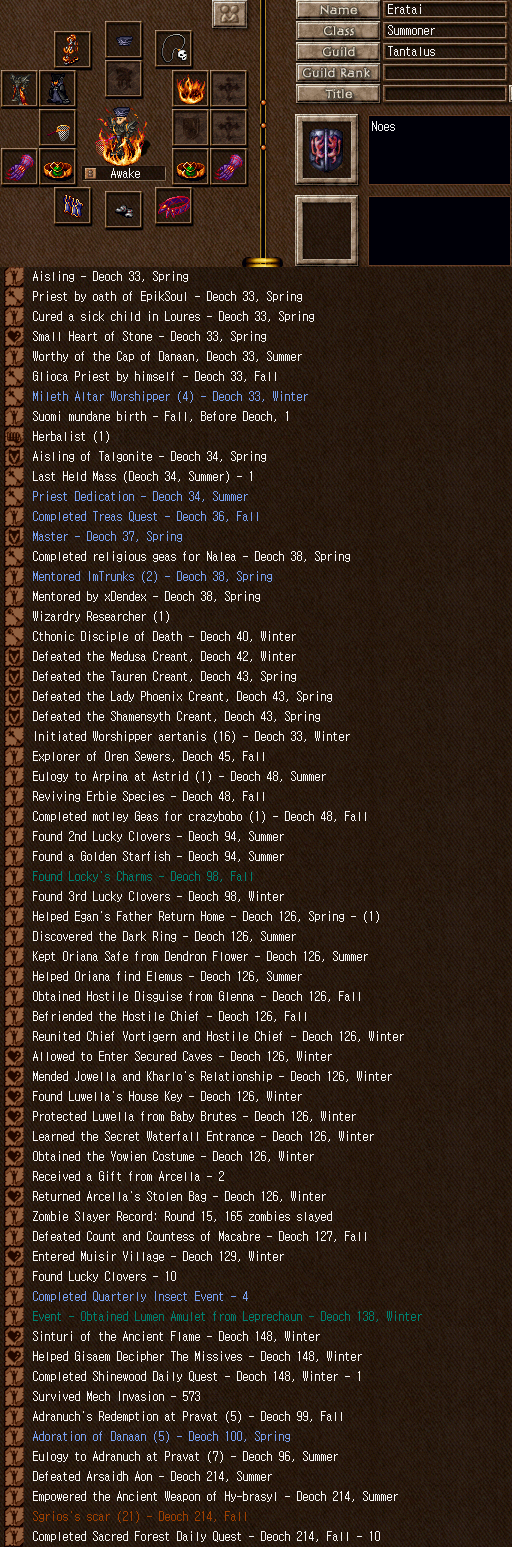 Name
Eratai
Class
Summoner
Guild
Tantalus
Guild Rank
Title
Awake
Noes
Aisling - Deoch 33, Spring
Priest by oath of EpikSoul - Deoch 33, Spring
Cured a sick child in Loures - Deoch 33, Spring
Small Heart of Stone - Deoch 33, Spring
Worthy of the Cap of Danaan, Deoch 33, Summer
Glioca Priest by himself - Deoch 33, Fall
Mileth Altar Worshipper (4) - Deoch 33, Winter
Suomi mundane birth - Fall, Before Deoch, 1
Herbalist (1)
Aisling of Talgonite - Deoch 34, Spring
Last Held Mass (Deoch 34, Summer) - 1
Priest Dedication - Deoch 34, Summer
Completed Treas Quest - Deoch 36, Fall
Master - Deoch 37, Spring
Completed religious geas for Nalea - Deoch 38, Spring
Mentored ImTrunks (2) - Deoch 38, Spring
Mentored by xDendex - Deoch 38, Spring
Wizardry Researcher (1)
Cthonic Disciple of Death - Deoch 40, Winter
Defeated the Medusa Creant, Deoch 42, Winter
Defeated the Tauren Creant, Deoch 43, Spring
Defeated the Lady Phoenix Creant, Deoch 43, Spring
Defeated the Shamensyth Creant, Deoch 43, Spring
Initiated Worshipper aertanis (16) - Deoch 33, Winter
Explorer of Oren Sewers, Deoch 45, Fall
Eulogy to Arpina at Astrid (1) - Deoch 48, Summer
Reviving Erbie Species - Deoch 48, Fall
Completed motley Geas for crazybobo (1) - Deoch 48, Fall
Found 2nd Lucky Clovers - Deoch 94, Summer
Found a Golden Starfish - Deoch 94, Summer
Found Locky's Charms - Deoch 98, Fall
Found 3rd Lucky Clovers - Deoch 98, Winter
Helped Egan's Father Return Home - Deoch 126, Spring - (1)
Discovered the Dark Ring - Deoch 126, Summer
Kept Oriana Safe from Dendron Flower - Deoch 126, Summer
Helped Oriana find Elemus - Deoch 126, Summer
Obtained Hostile Disguise from Glenna - Deoch 126, Fall
Befriended the Hostile Chief - Deoch 126, Fall
Reunited Chief Vortigern and Hostile Chief - Deoch 126, Winter
Allowed to Enter Secured Caves - Deoch 126, Winter
Mended Jowella and Kharlo's Relationship - Deoch 126, Winter
Found Luwella's House Key - Deoch 126, Winter
Protected Luwella from Baby Brutes - Deoch 126, Winter
Learned the Secret Waterfall Entrance - Deoch 126, Winter
Obtained the Yowien Costume - Deoch 126, Winter
Received a Gift from Arcella - 2
Returned Arcella's Stolen Bag - Deoch 126, Winter
Zombie Slayer Record: Round 15, 165 zombies slayed
Defeated Count and Countess of Macabre - Deoch 127, Fall
Entered Muisir Village - Deoch 129, Winter
Found Lucky Clovers - 10
Completed Quarterly Insect Event - 4
Event - Obtained Lumen Amulet from Leprechaun - Deoch 138, Winter
Sinturi of the Ancient Flame - Deoch 148, Winter
Helped Gisaem Decipher The Missives - Deoch 148, Winter
Completed Shinewood Daily Quest - Deoch 148, Winter - 1
Survived Mech Invasion - 573
Adranuch's Redemption at Pravat (5) - Deoch 99, Fall
Adoration of Danaan (5) - Deoch 100, Spring
Eulogy to Adranuch at Pravat (7) - Deoch 96, Summer
Defeated Arsaidh Aon - Deoch 214, Summer
Empowered the Ancient Weapon of Hy-brasyl - Deoch 214, Summer
Sgrios's scar (21) - Deoch 214, Fall
Completed Sacred Forest Daily Quest - Deoch 214, Fall - 10